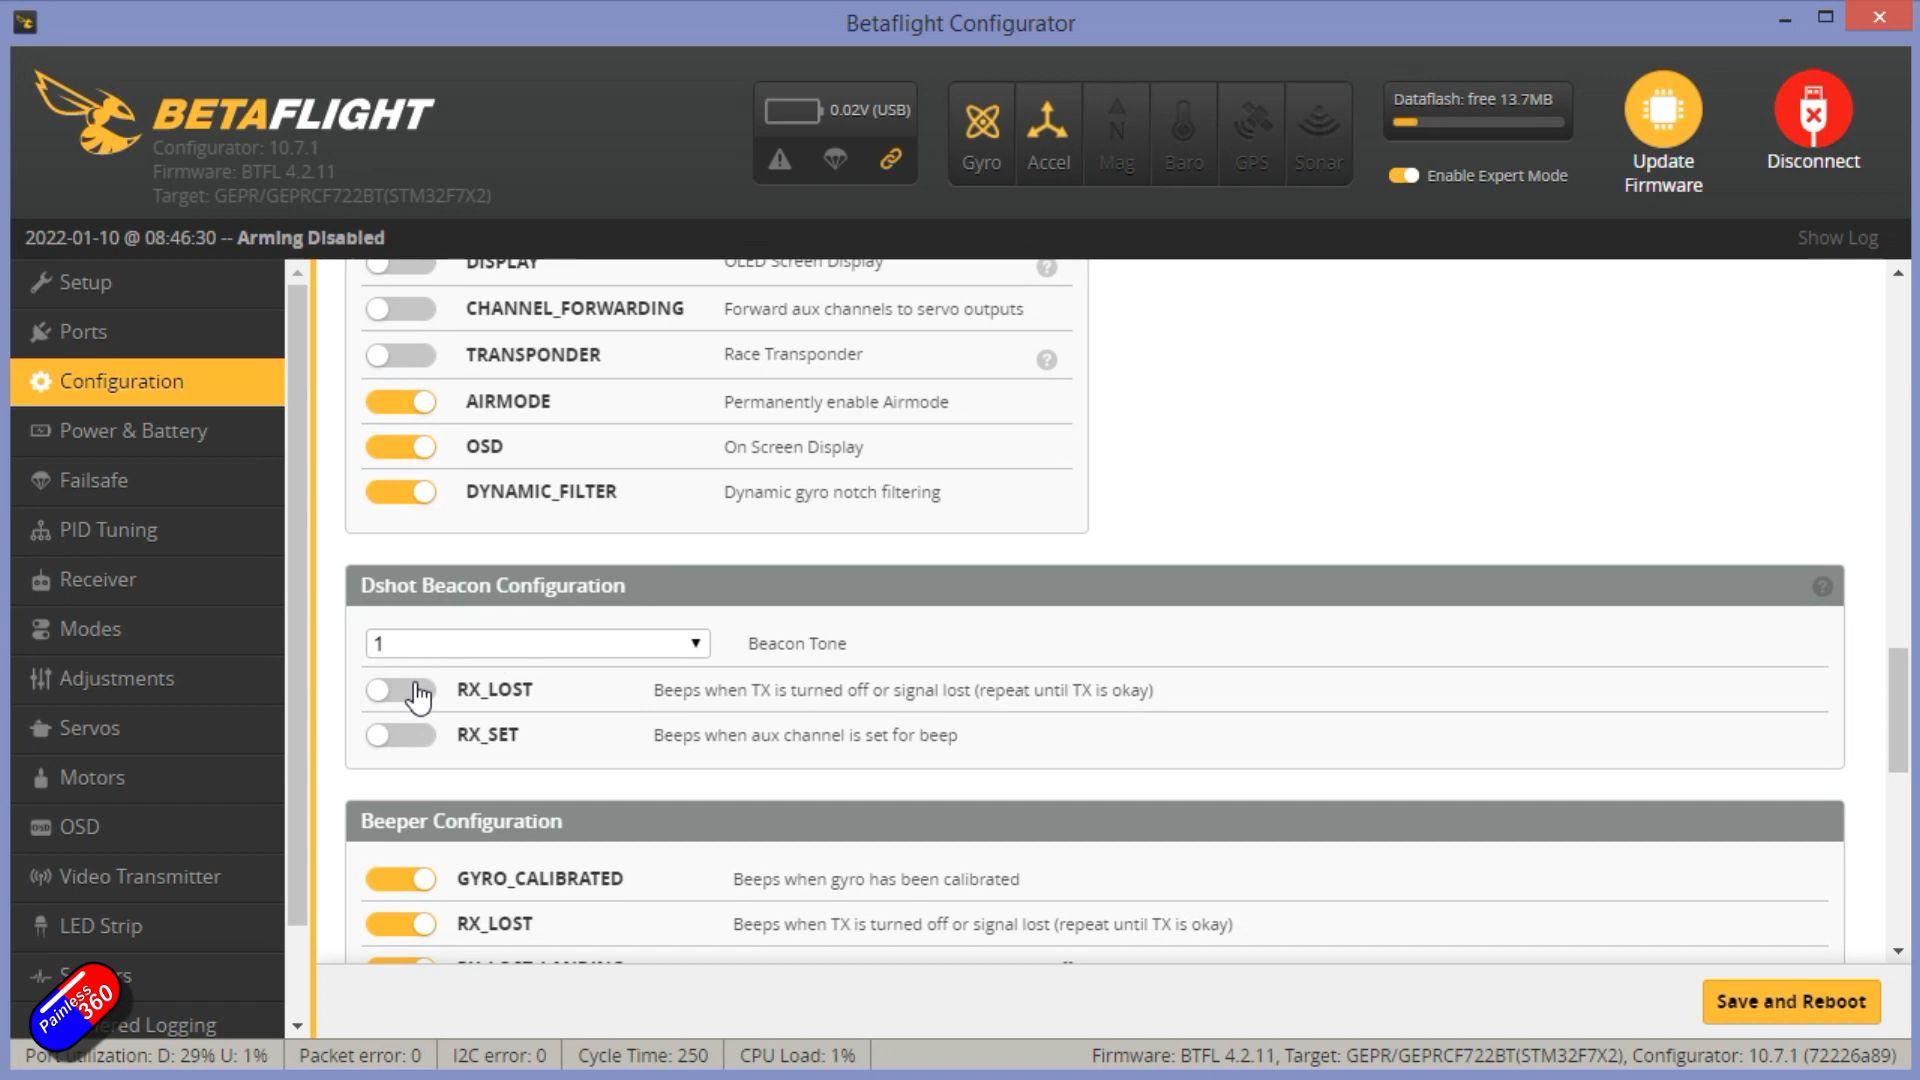 Betaflight Configurator
BETAFLIGHT
Configurator: 10.7.1
Firmware: BTFL 4.2.11
Target: GEPR/GEPRCF722BT(STM32F7X2)
0.02V (USB)
Gyro
Accel
Mag
Baro
GPS
Sonar
Dataflash: free 13.7MB
Enable Expert Mode
Update
Firmware
Disconnect
2022-01-10 @ 08:46:30 -- Arming Disabled
Show Log
Setup
Ports
Configuration
Power & Battery
Failsafe
PID Tuning
Receiver
Modes
Adjustments
Servos
Motors
OSD
Video Transmitter
LED Strip
Logging
Painless
360
DISPLAY OLED Screen Display
CHANNEL_FORWARDING Forward aux channels to servo outputs
TRANSPONDER Race Transponder
AIRMODE Permanently enable Airmode
OSD On Screen Display
DYNAMIC_FILTER Dynamic gyro notch filtering
Dshot Beacon Configuration
1 Beacon Tone
RX_LOST Beeps when TX is turned off or signal lost (repeat until TX is okay)
RX_SET Beeps when aux channel is set for beep
Beeper Configuration
GYRO_CALIBRATED Beeps when gyro has been calibrated
RX_LOST Beeps when TX is turned off or signal lost (repeat until TX is okay)
Save and Reboot
Port utilization: D: 29% U: 1%
Packet error: 0
I2C error: 0
Cycle Time: 250
CPU Load: 1%
Firmware: BTFL 4.2.11, Target: GEPR/GEPRCF722BT(STM32F7X2), Configurator: 10.7.1 (72226a89)